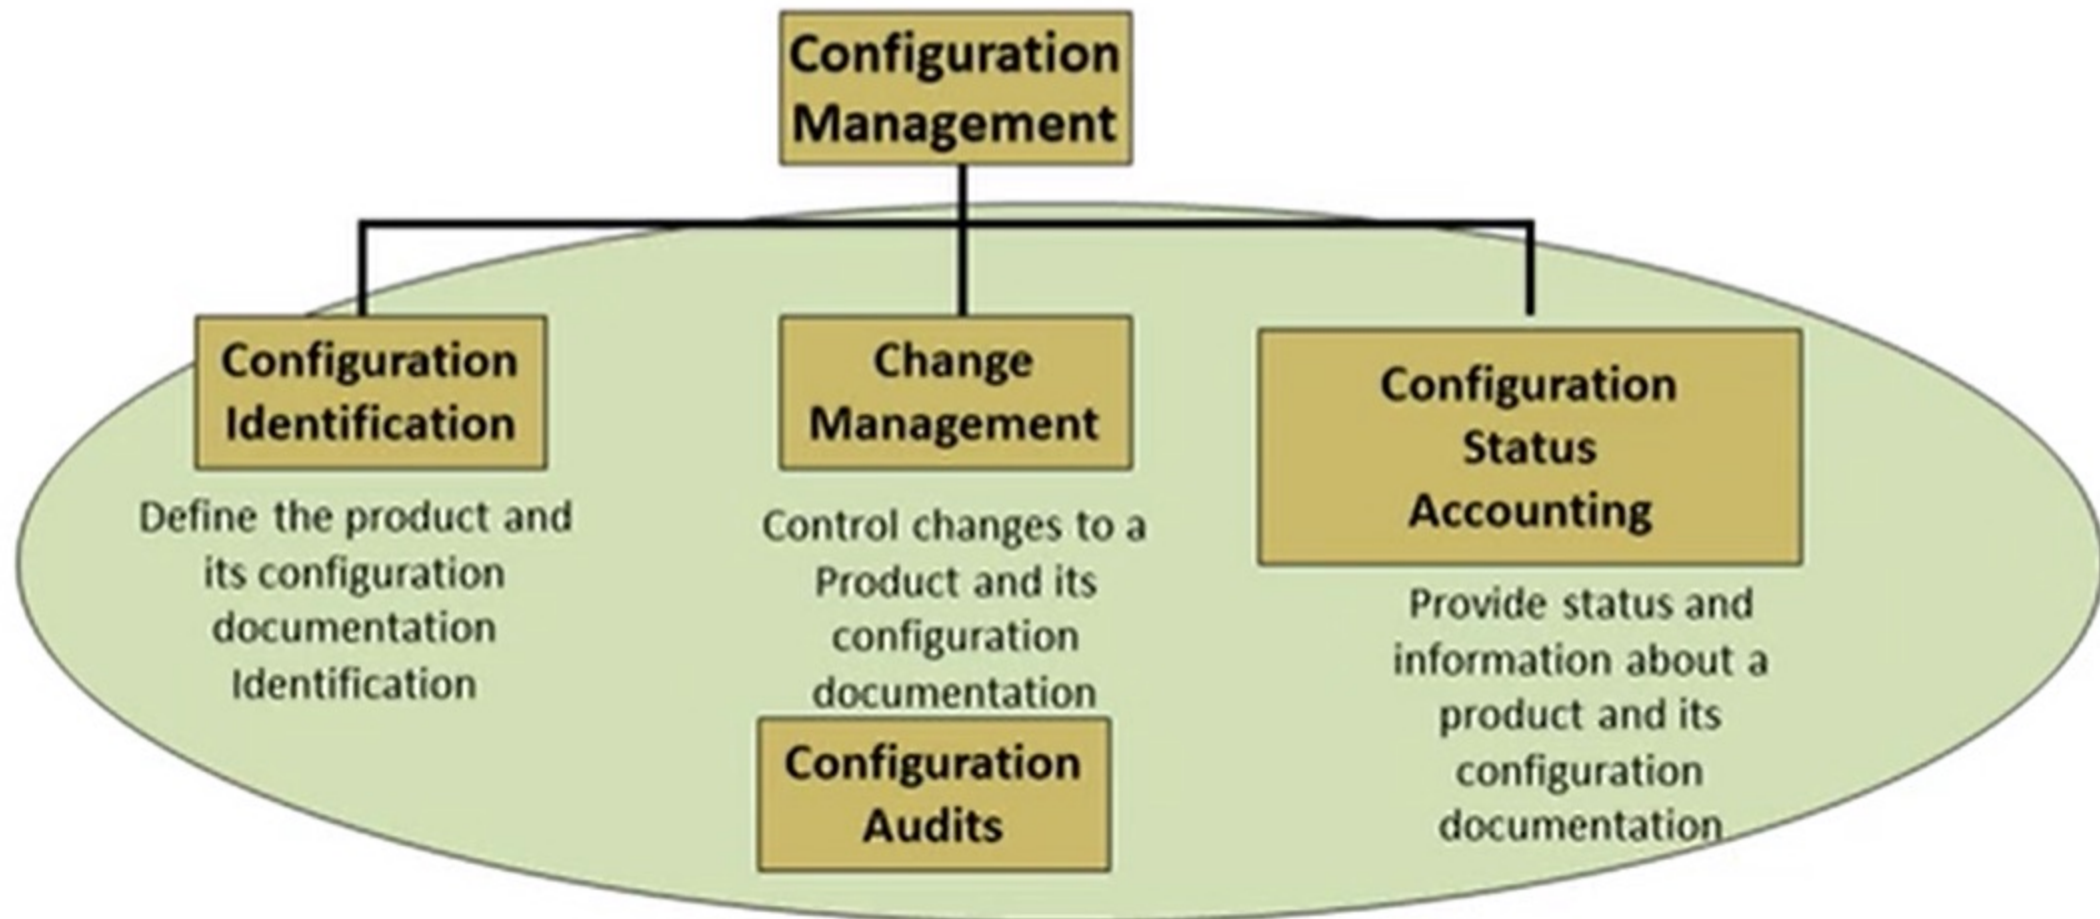 Configuration
Management
Configuration
Identification
Define the product and
its configuration
documentation
Identification
Change
Management
Control changes to a
Product and its
configuration
documentation
Configuration
Audits
Configuration
Status
Accounting
Provide status and
information about a
product and its
configuration
documentation